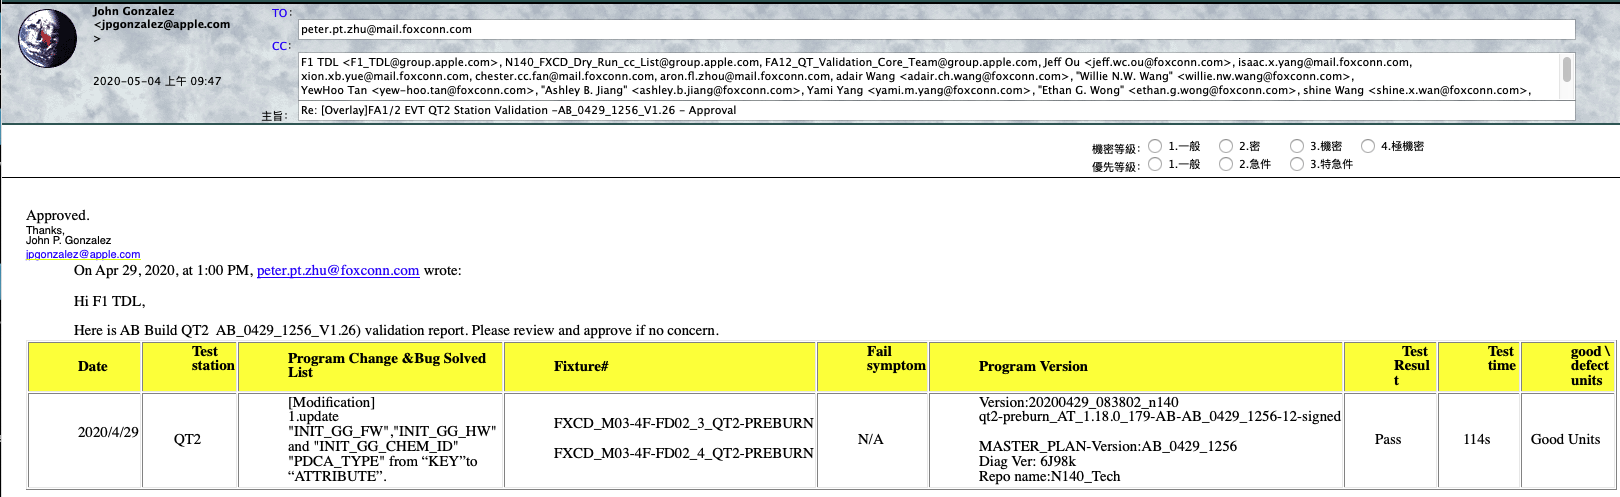 John Gonzalez
<jpgonzalez@apple.com
>
2020-05-04 上午 09:47
TO:
peter.pt.zhu@mail.foxconn.com
CC:
F1 TDL <F1_TDL@group.apple.com>, N140_FXCD_Dry_Run_cc_List@group.apple.com, FA12_QT_Validation_Core_Team@group.apple.com, Jeff Ou <jeff.wc.ou@foxconn.com>, isaac.x.yang@mail.foxconn.com,
xion.xb.yue@mail.foxconn.com, chester.cc.fan@mail.foxconn.com, aron.fl.zhou@mail.foxconn.com, adair Wang <adair.ch.wang@foxconn.com>, "Willie N.W. Wang" <willie.nw.wang@foxconn.com>,
YewHoo Tan <yew-hoo.tan@foxconn.com>, "Ashley B. Jiang" <ashley.b.jiang@foxconn.com>, Yami Yang <yami.m.yang@foxconn.com>, "Ethan G. Wong" <ethan.g.wong@foxconn.com>, shine Wang <shine.x.wan@foxconn.com>,
主旨:
Re: [Overlay]FA1/2 EVT QT2 Station Validation -AB_0429_1256_V1.26 - Approval
機密等級: 1.一般 2.密 3.機密 4.極機密
優先等級: 1.一般 2.急件 3.特急件
Approved.
Thanks,
John P. Gonzalez
jpgonzalez@apple.com
On Apr 29, 2020, at 1:00 PM, peter.pt.zhu@foxconn.com wrote:
Hi F1 TDL,
Here is AB Build QT2  AB_0429_1256_V1.26) validation report. Please review and approve if no concern.
Date
Test
station
Program Change &Bug Solved
List
Fixture#
Fail
symptom
Program Version
Test
Resul
t
Test
time
good \
defect
units
2020/4/29
QT2
[Modification]
1.update
"INIT_GG_FW","INIT_GG_HW"
and "INIT_GG_CHEM_ID"
"PDCA_TYPE" from “KEY”to
“ATTRIBUTE”.
FXCD_M03-4F-FD02_3_QT2-PREBURN
FXCD_M03-4F-FD02_4_QT2-PREBURN
N/A
Version:20200429_083802_n140
qt2-preburn_AT_1.18.0_179-AB-AB_0429_1256-12-signed
MASTER_PLAN-Version:AB_0429_1256
Diag Ver: 6J98k
Repo name:N140_Tech
Pass
114s
Good Units